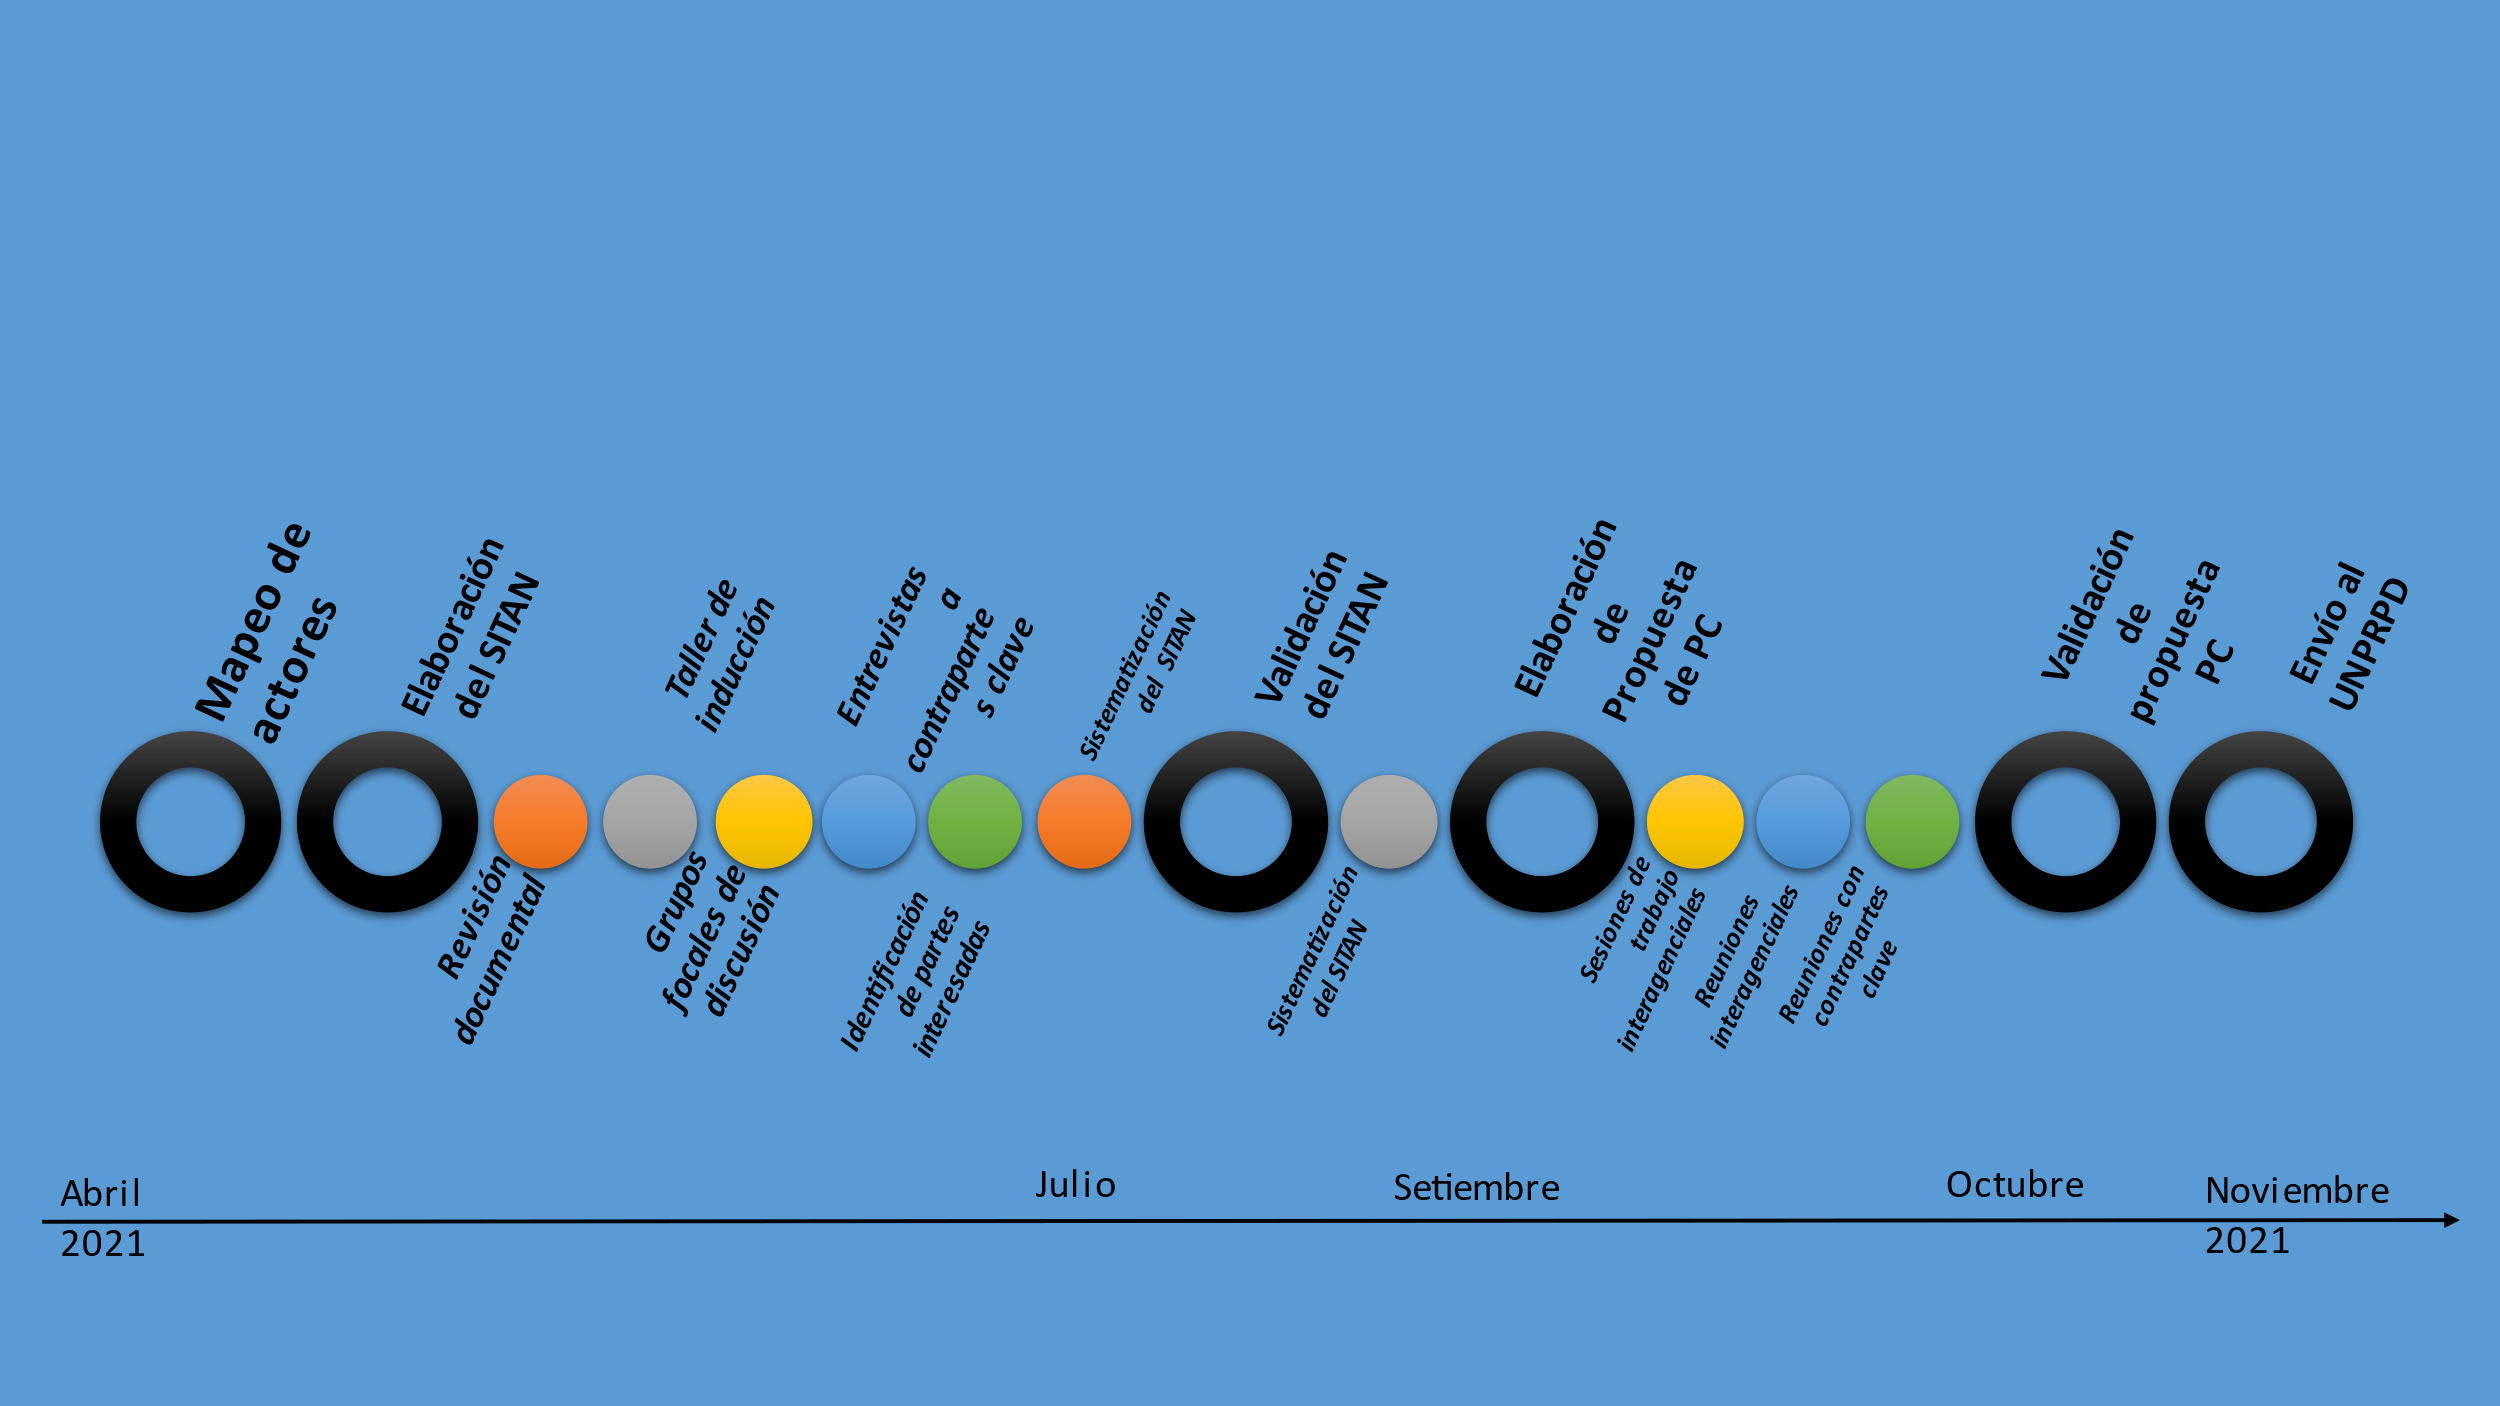 Mapeo de
actores
Elaboración
del SITAN
Revisión
documental
Taller de
inducción
Grupos
focales de
discusión
Entrevistas
a
contraparte
s clave
Identificación
de partes
interesadas
Sistematización
del SITAN
Validación
del SITAN
Sistematización
del SITAN
Elaboración
de
Propuesta
de PC
Sesiones de
trabajo
interagenciales
Reuniones
interagenciales
Reuniones con
contrapartes
clave
Validación
de
propuesta
PC
Envío al
UNPRPD
Abril
2021
Julio
Setiembre
Octubre
Noviembre
2021